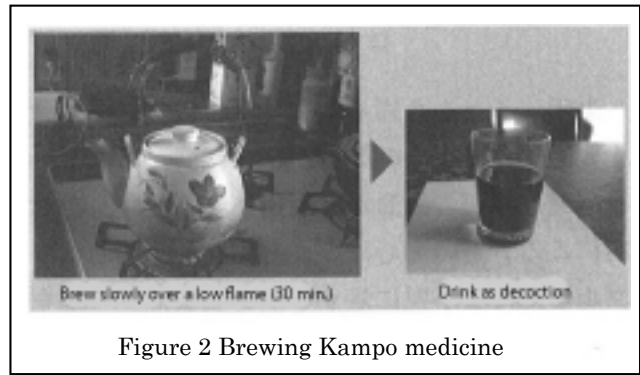 Brew slowly over a low flame (30 min.)
Drink as decoction
Figure 2 Brewing Kampo medicine